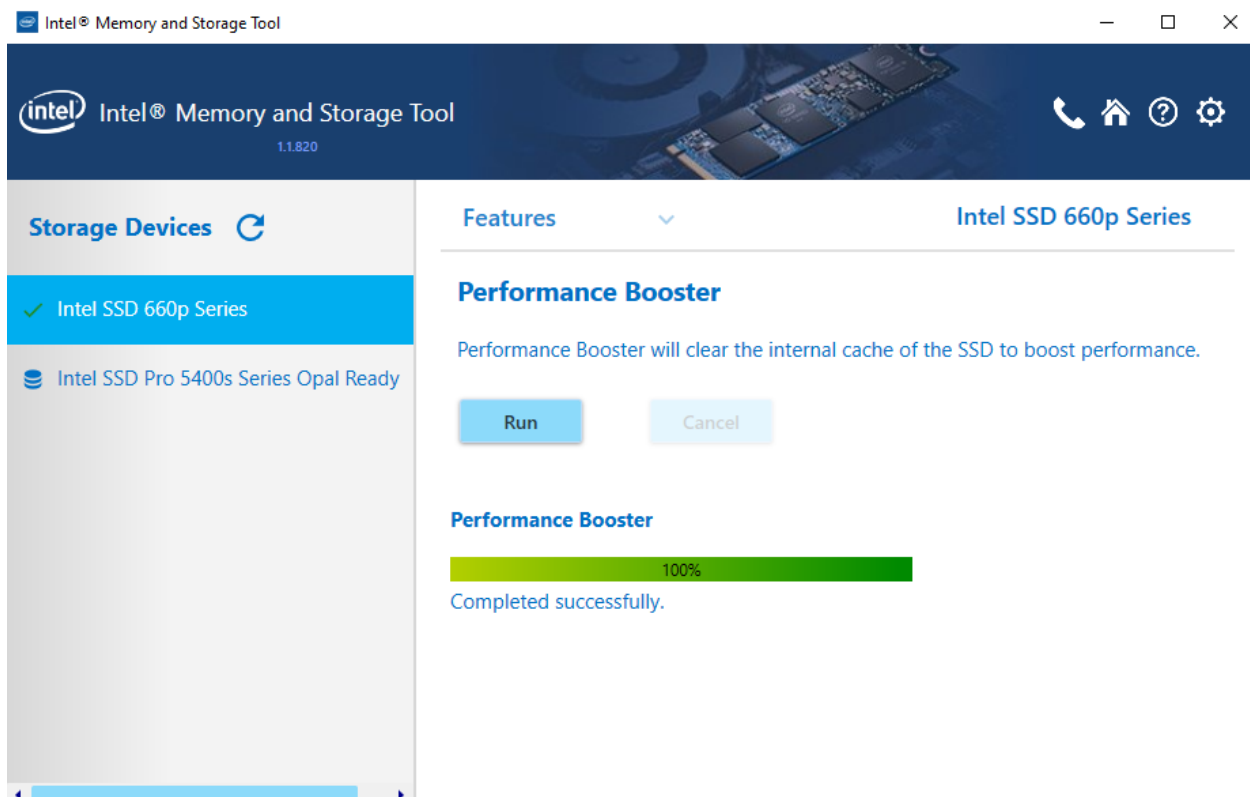 Intel® Memory and Storage Tool
intel Intel® Memory and Storage Tool
1.1.820
Storage Devices
Intel SSD 660p Series
Intel SSD Pro 5400s Series Opal Ready
Features
Intel SSD 660p Series
Performance Booster
Performance Booster will clear the internal cache of the SSD to boost performance.
Run Cancel
Performance Booster
100%
Completed successfully.